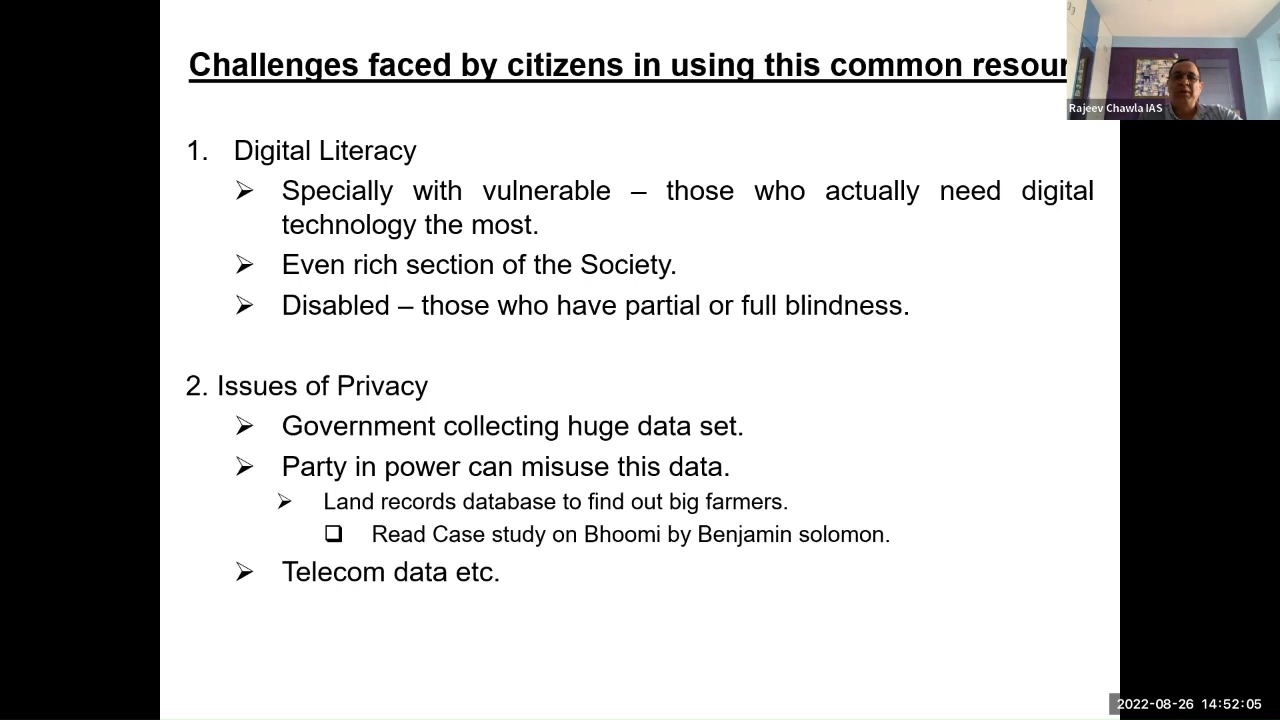 Challenges faced by citizens in using this common resour
Rajeev Chawla IAS
1. Digital Literacy
➢ Specially with vulnerable – those who actually need digital
technology the most.
➢ Even rich section of the Society.
➢ Disabled – those who have partial or full blindness.
2. Issues of Privacy
➢ Government collecting huge data set.
➢ Party in power can misuse this data.
➢ Land records database to find out big farmers.
❑ Read Case study on Bhoomi by Benjamin solomon.
➢ Telecom data etc.
2022-08-26 14:52:05